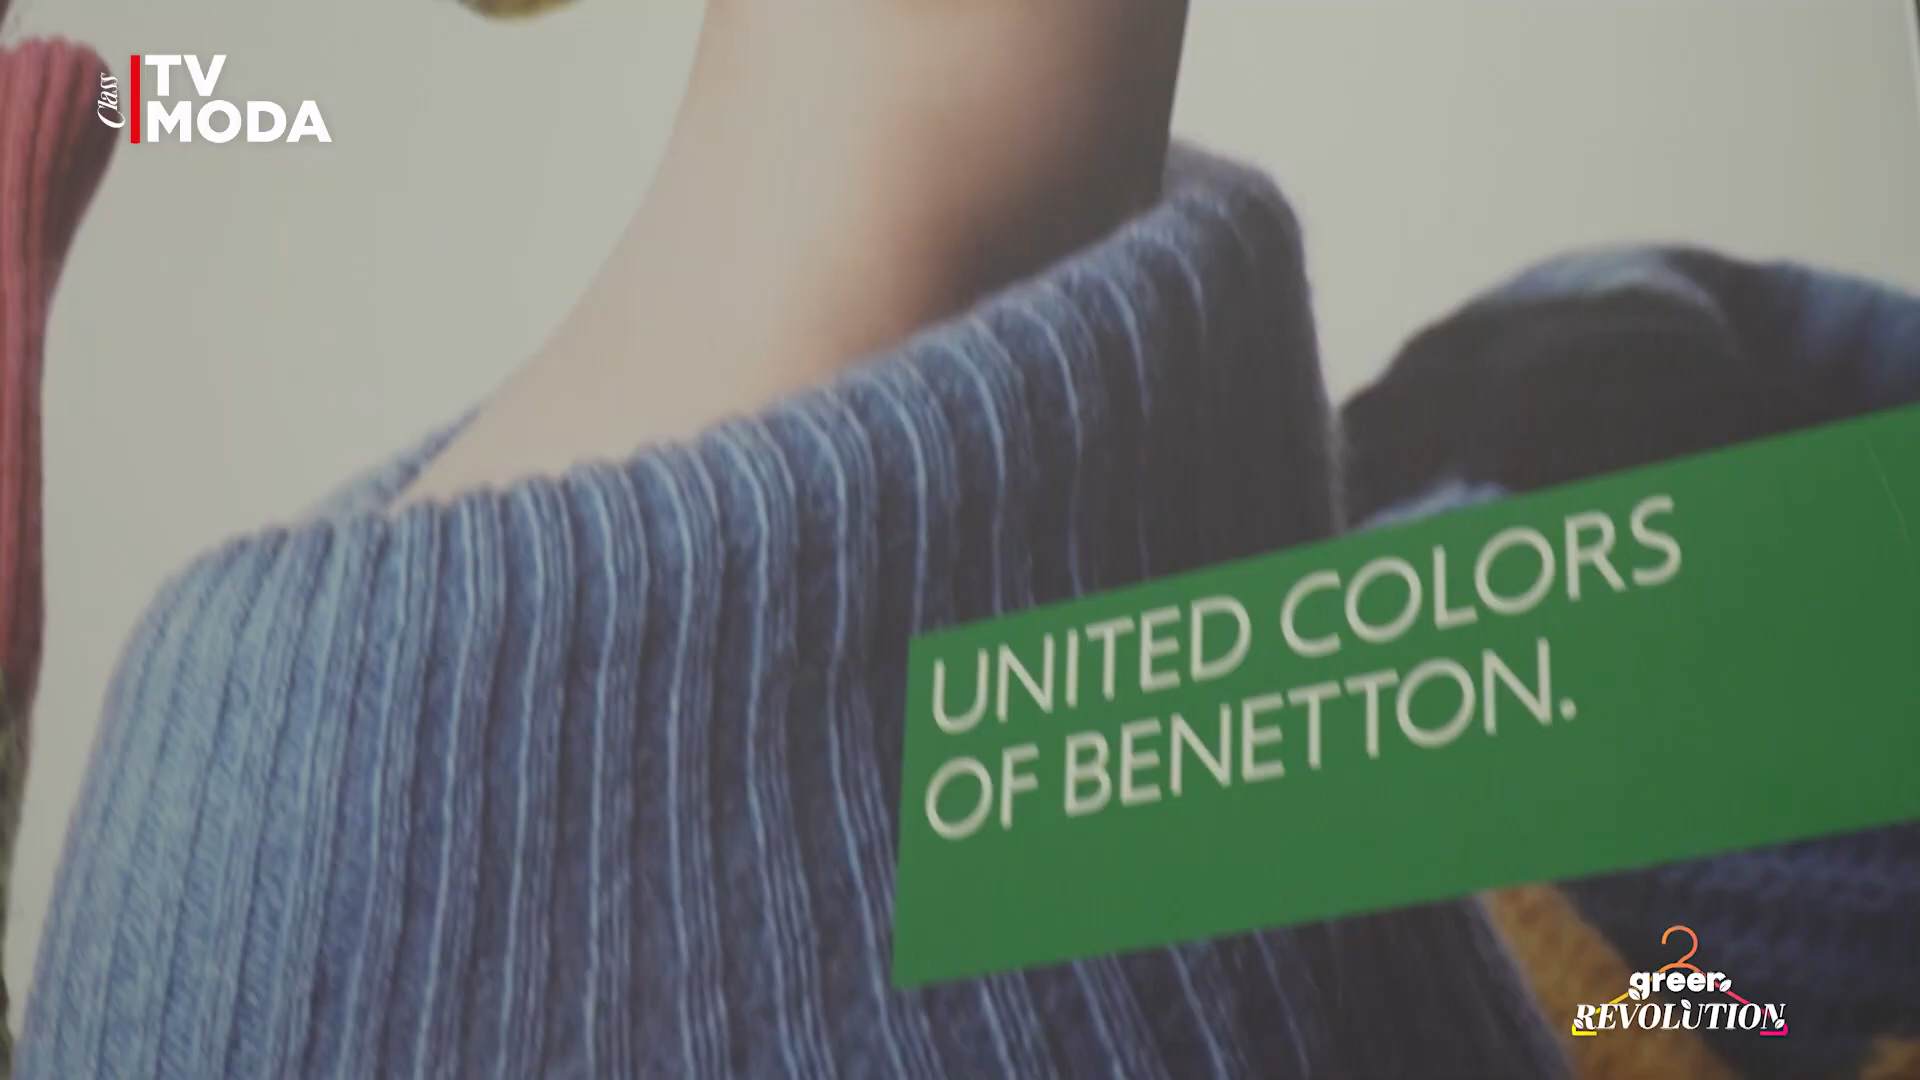 Class
TV
MODA
UNITED COLORS
OF BENETTON.
green
REVOLUTION